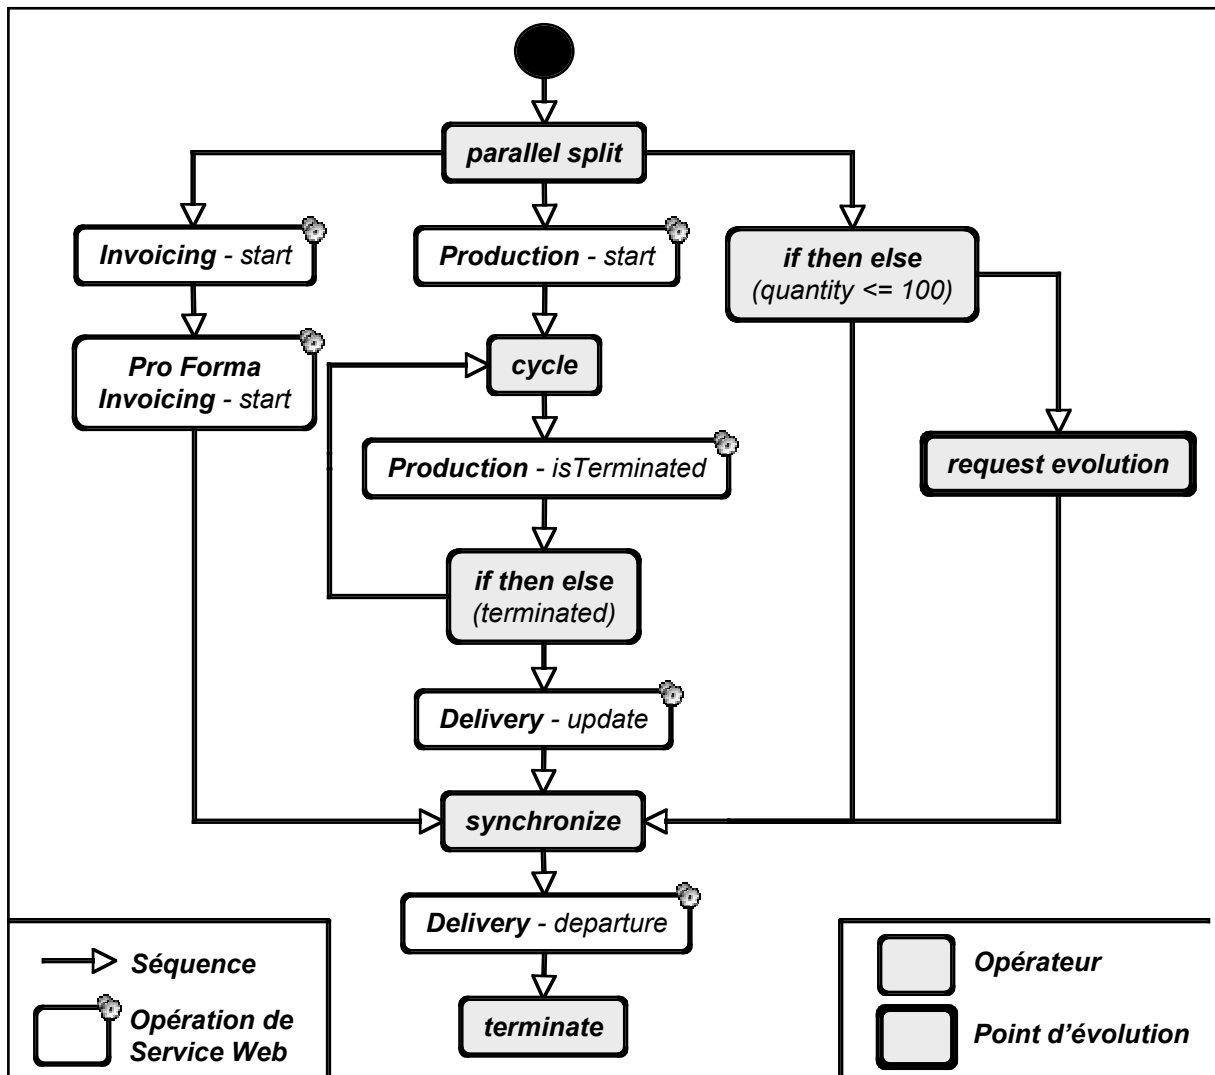 parallel split
Invoicing - start
Production - start
if then else
(quantity <= 100)
Pro Forma
Invoicing - start
cycle
Production - isTerminated
request evolution
if then else
(terminated)
Delivery - update
synchronize
Delivery - departure
terminate
Séquence
Opération de
Service Web
Opérateur
Point d’évolution